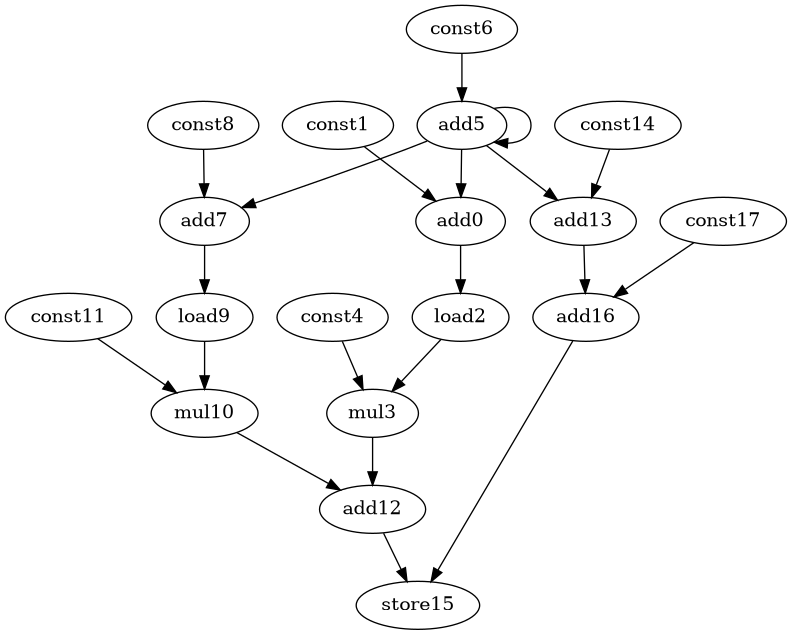 const6
const8
const1
add5
const14
add7
add0
add13
const17
const11
load9
const4
load2
add16
mul10
mul3
add12
store15